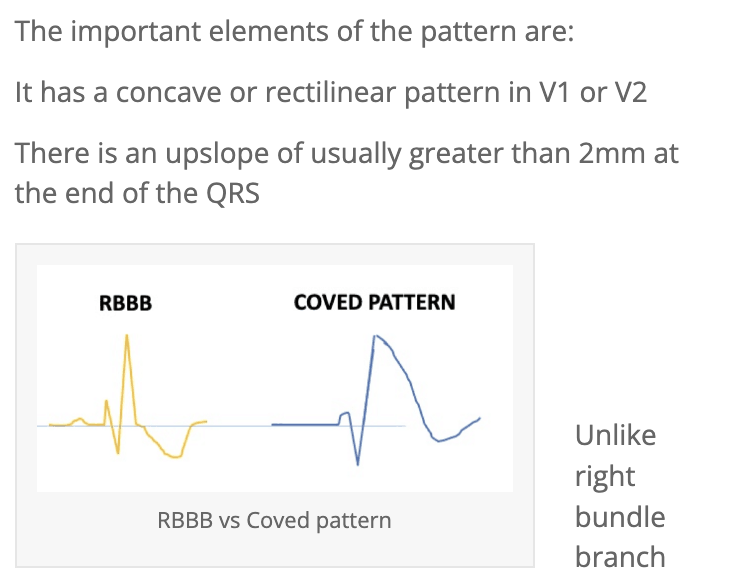 The important elements of the pattern are:
It has a concave or rectilinear pattern in V1 or V2
There is an upslope of usually greater than 2mm at
the end of the QRS
RBBB
COVED PATTERN
RBBB vs Coved pattern
Unlike
right
bundle
branch